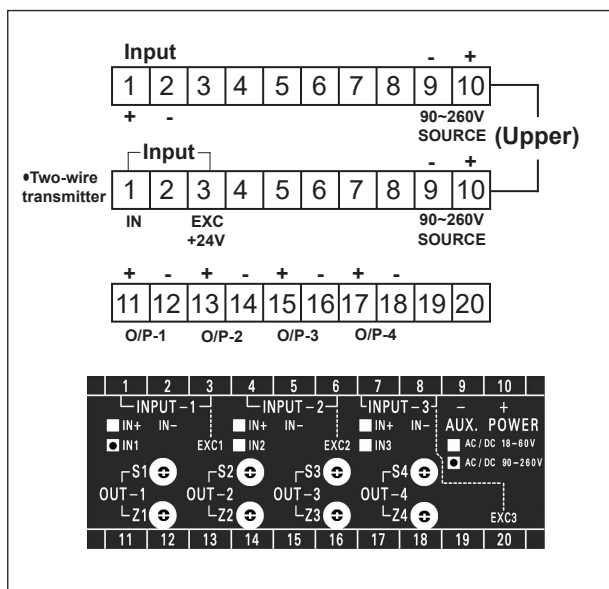 Input
- +
1 2 3 4 5 6 7 8 9 10
+ -
90~260V
SOURCE
(Upper)
Input
- +
•Two-wire
transmitter
1 2 3 4 5 6 7 8 9 10
IN EXC
+24V
90~260V
SOURCE
+ - + - + - + -
11 12 13 14 15 16 17 18 19 20
O/P-1 O/P-2 O/P-3 O/P-4
1 2 3 4 5 6 7 8 9 10
INPUT-1 INPUT-2 INPUT-3 - +
IN+ IN- IN+ IN- IN+ IN- AUX. POWER
IN1 EXC1 IN2 EXC2 IN3 AC/DC 18-60V
AC/DC 90-260V
S1 S2 S3 S4
OUT-1 OUT-2 OUT-3 OUT-4
Z1 Z2 Z3 Z4 EXC3
11 12 13 14 15 16 17 18 19 20